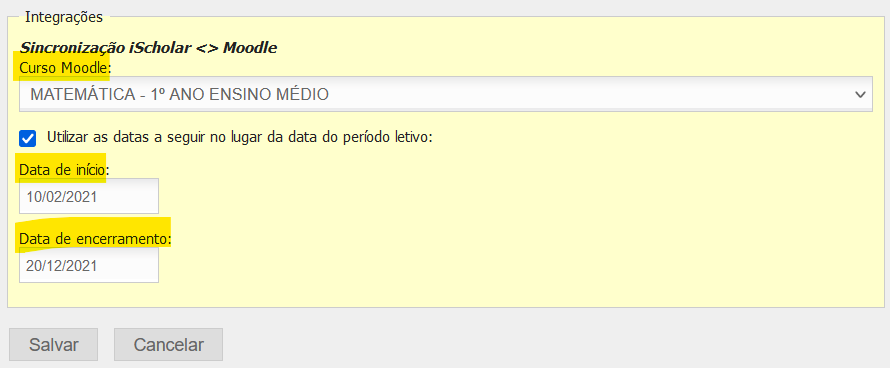 Integrações
Sincronização iScholar <> Moodle
Curso Moodle:
MATEMÁTICA - 1º ANO ENSINO MÉDIO
Utilizar as datas a seguir no lugar da data do período letivo:
Data de início:
10/02/2021
Data de encerramento:
20/12/2021
Salvar Cancelar